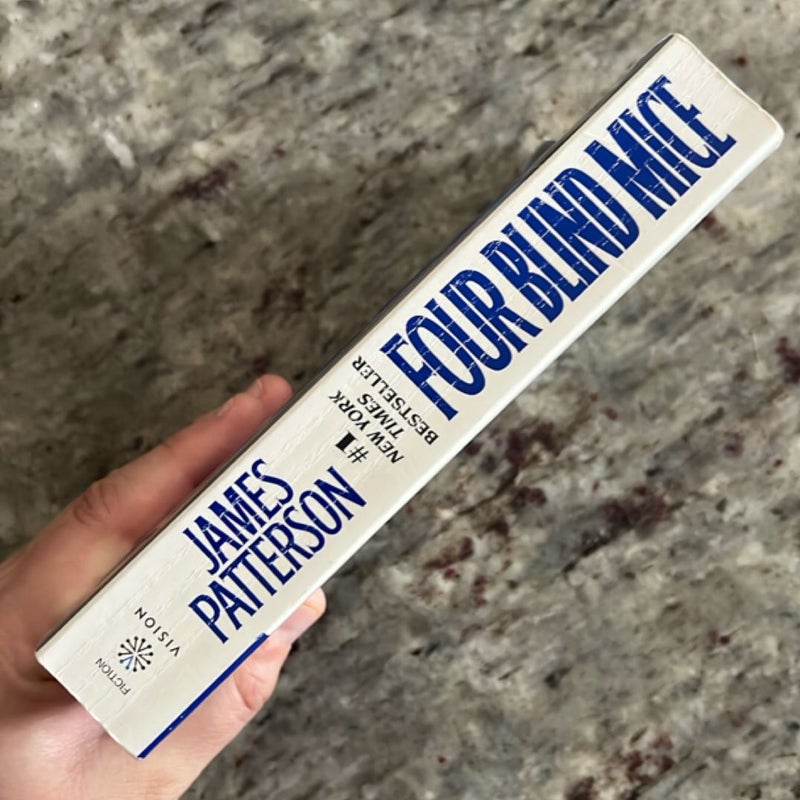 FICTION
VISION
JAMES
PATTERSON
#1
NEW YORK
TIMES
BESTSELLER
FOUR BLIND MICE